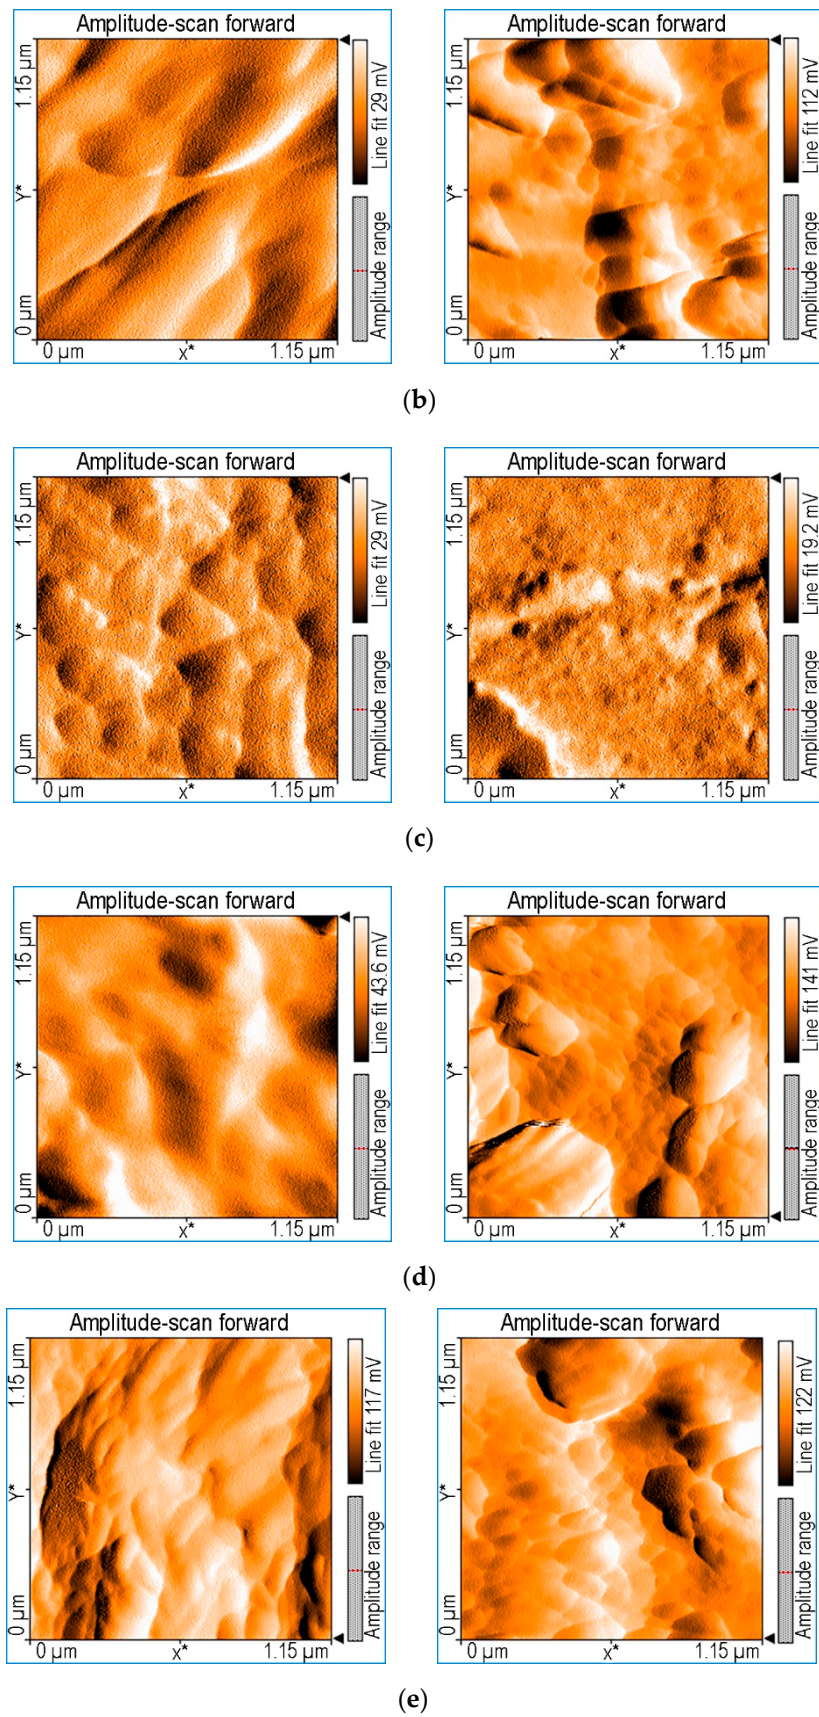 Amplitude-scan forward
1.15 µm
Y*
0 µm
0 µm
x*
1.15 µm
Line fit 29 mV
Amplitude range
Amplitude-scan forward
1.15 µm
Y*
0 µm
0 µm
x*
1.15 µm
Line fit 112 mV
Amplitude range
(b)
Amplitude-scan forward
1.15 µm
Y*
0 µm
0 µm
x*
1.15 µm
Line fit 29 mV
Amplitude range
Amplitude-scan forward
1.15 µm
Y*
0 µm
0 µm
x*
1.15 µm
Line fit 19.2 mV
Amplitude range
(c)
Amplitude-scan forward
1.15 µm
Y*
0 µm
0 µm
x*
1.15 µm
Line fit 43.6 mV
Amplitude range
Amplitude-scan forward
1.15 µm
Y*
0 µm
0 µm
x*
1.15 µm
Line fit 141 mV
Amplitude range
(d)
Amplitude-scan forward
1.15 µm
Y*
0 µm
0 µm
x*
1.15 µm
Line fit 117 mV
Amplitude range
Amplitude-scan forward
1.15 µm
Y*
0 µm
0 µm
x*
1.15 µm
Line fit 122 mV
Amplitude range
(e)